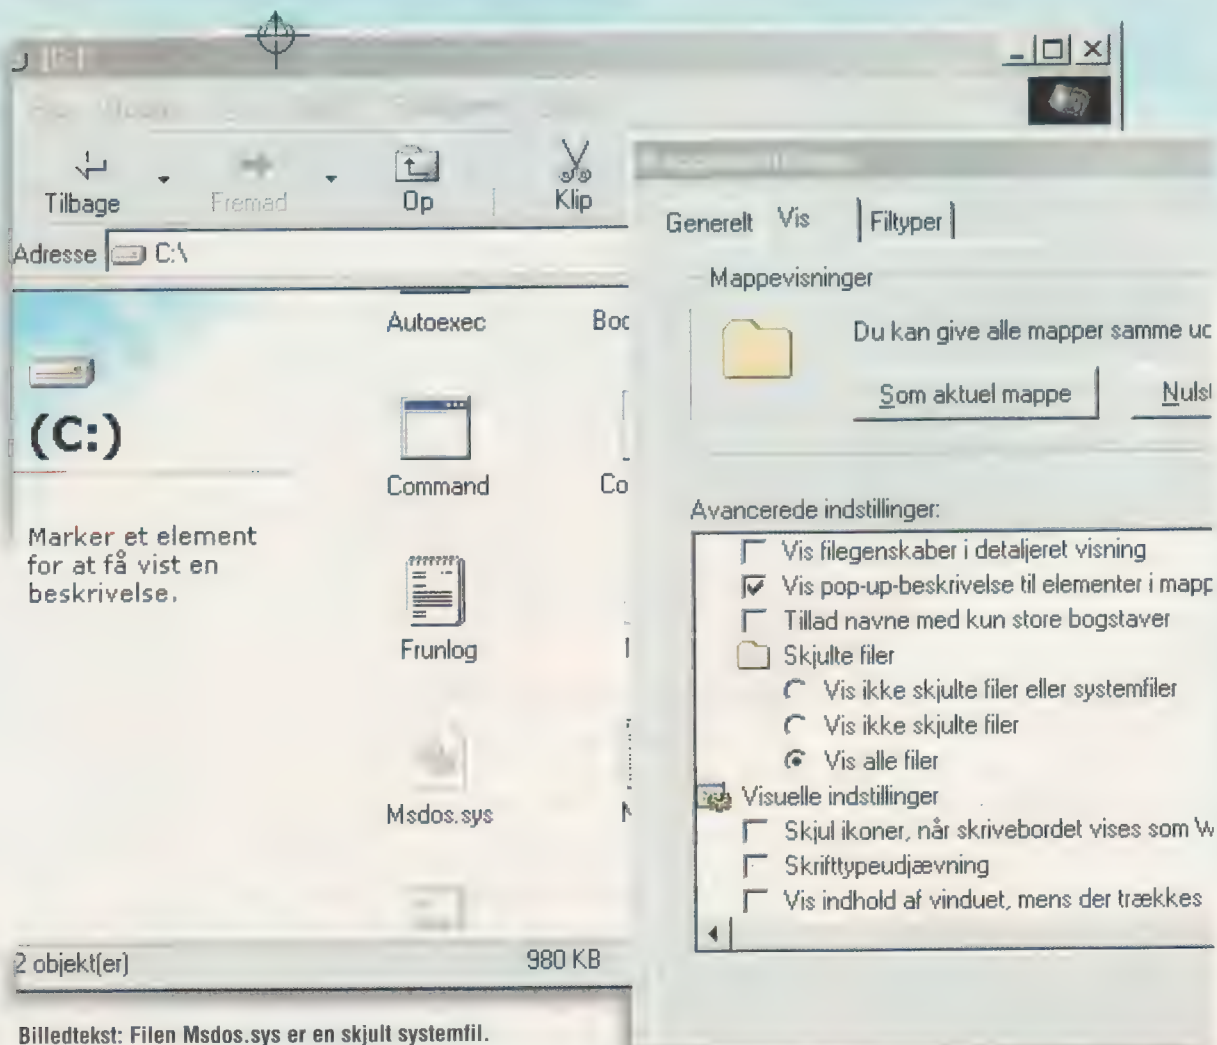 Tilbage
Fremad
Op
Klip
Adresse C:\
Autoexec
(C:)
Command
Marker et element
for at få vist en
beskrivelse.
Frunlog
Msdos.sys
2 objekt(er) 980 KB
Generelt Vis Filtyper
Mappevisninger
Du kan give alle mapper samme
Som aktuel mappe
Avancerede indstillinger:
Vis filegenskaber i detaljeret visning
Vis pop-up-beskrivelse til elementer i mapp
Tillad navne med kun store bogstaver
Skjulte filer
Vis ikke skjulte filer eller systemfiler
Vis ikke skjulte filer
Vis alle filer
Visuelle indstillinger
Skjul ikoner, når skrivebordet vises som W
Skrifttypeudjævning
Vis indhold af vinduet, mens der trækkes
Billedtekst: Filen Msdos.sys er en skjult systemfil.